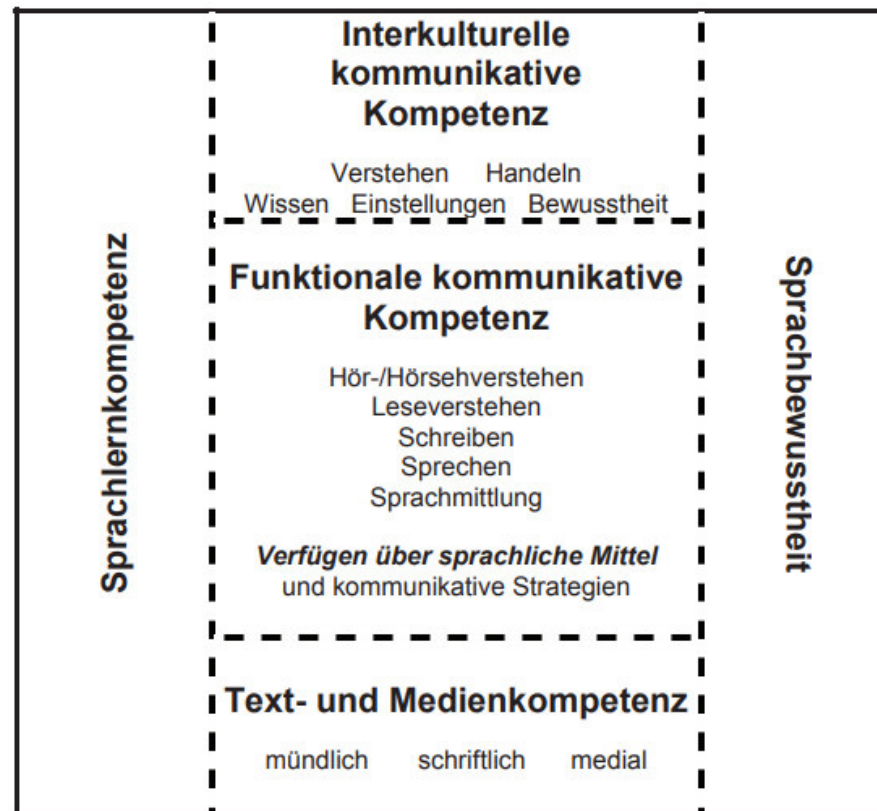 Interkulturelle
kommunikative
Kompetenz
Verstehen Handeln
Wissen Einstellungen Bewusstheit
Sprachlernkompetenz
Funktionale kommunikative
Kompetenz
Hör-/Hörsehverstehen
Leseverstehen
Schreiben
Sprechen
Sprachmittlung
Verfügen über sprachliche Mittel
und kommunikative Strategien
Sprachbewusstheit
Text- und Medienkompetenz
mündlich schriftlich medial